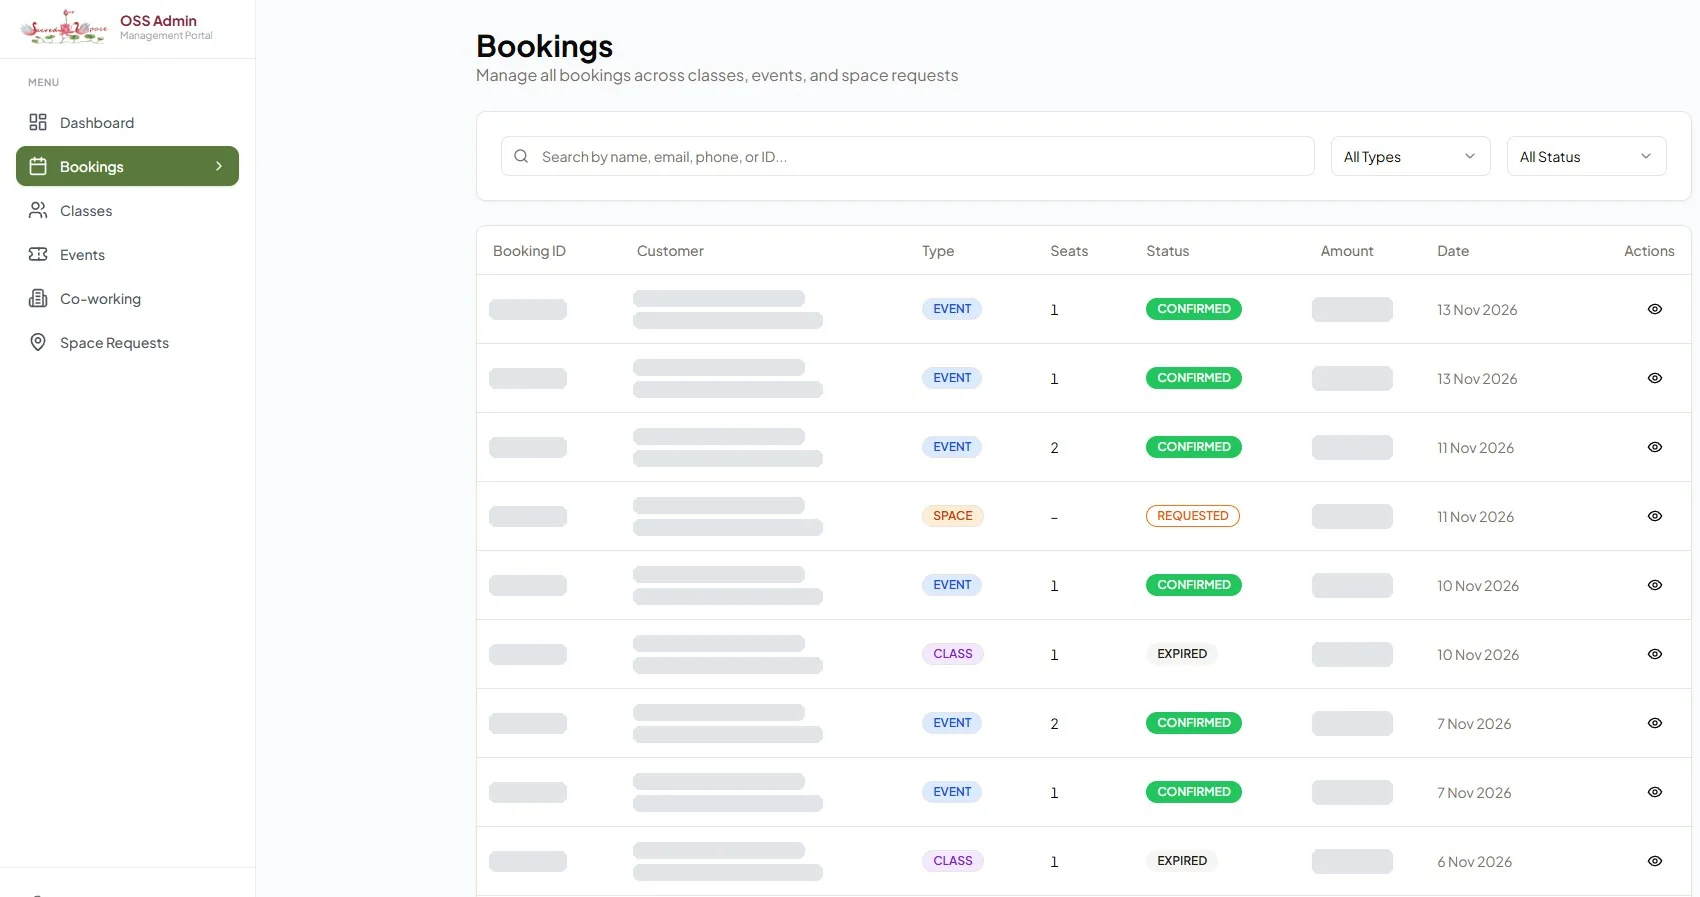 Sacred Space
OSS Admin
Management Portal
MENU
Dashboard
Bookings
Classes
Events
Co-working
Space Requests
Bookings
Manage all bookings across classes, events, and space requests
Search by name, email, phone, or ID...
All Types
All Status
Booking ID Customer Type Seats Status Amount Date Actions
EVENT 1 CONFIRMED 13 Nov 2026
EVENT 1 CONFIRMED 13 Nov 2026
EVENT 2 CONFIRMED 11 Nov 2026
SPACE – REQUESTED 11 Nov 2026
EVENT 1 CONFIRMED 10 Nov 2026
CLASS 1 EXPIRED 10 Nov 2026
EVENT 2 CONFIRMED 7 Nov 2026
EVENT 1 CONFIRMED 7 Nov 2026
CLASS 1 EXPIRED 6 Nov 2026